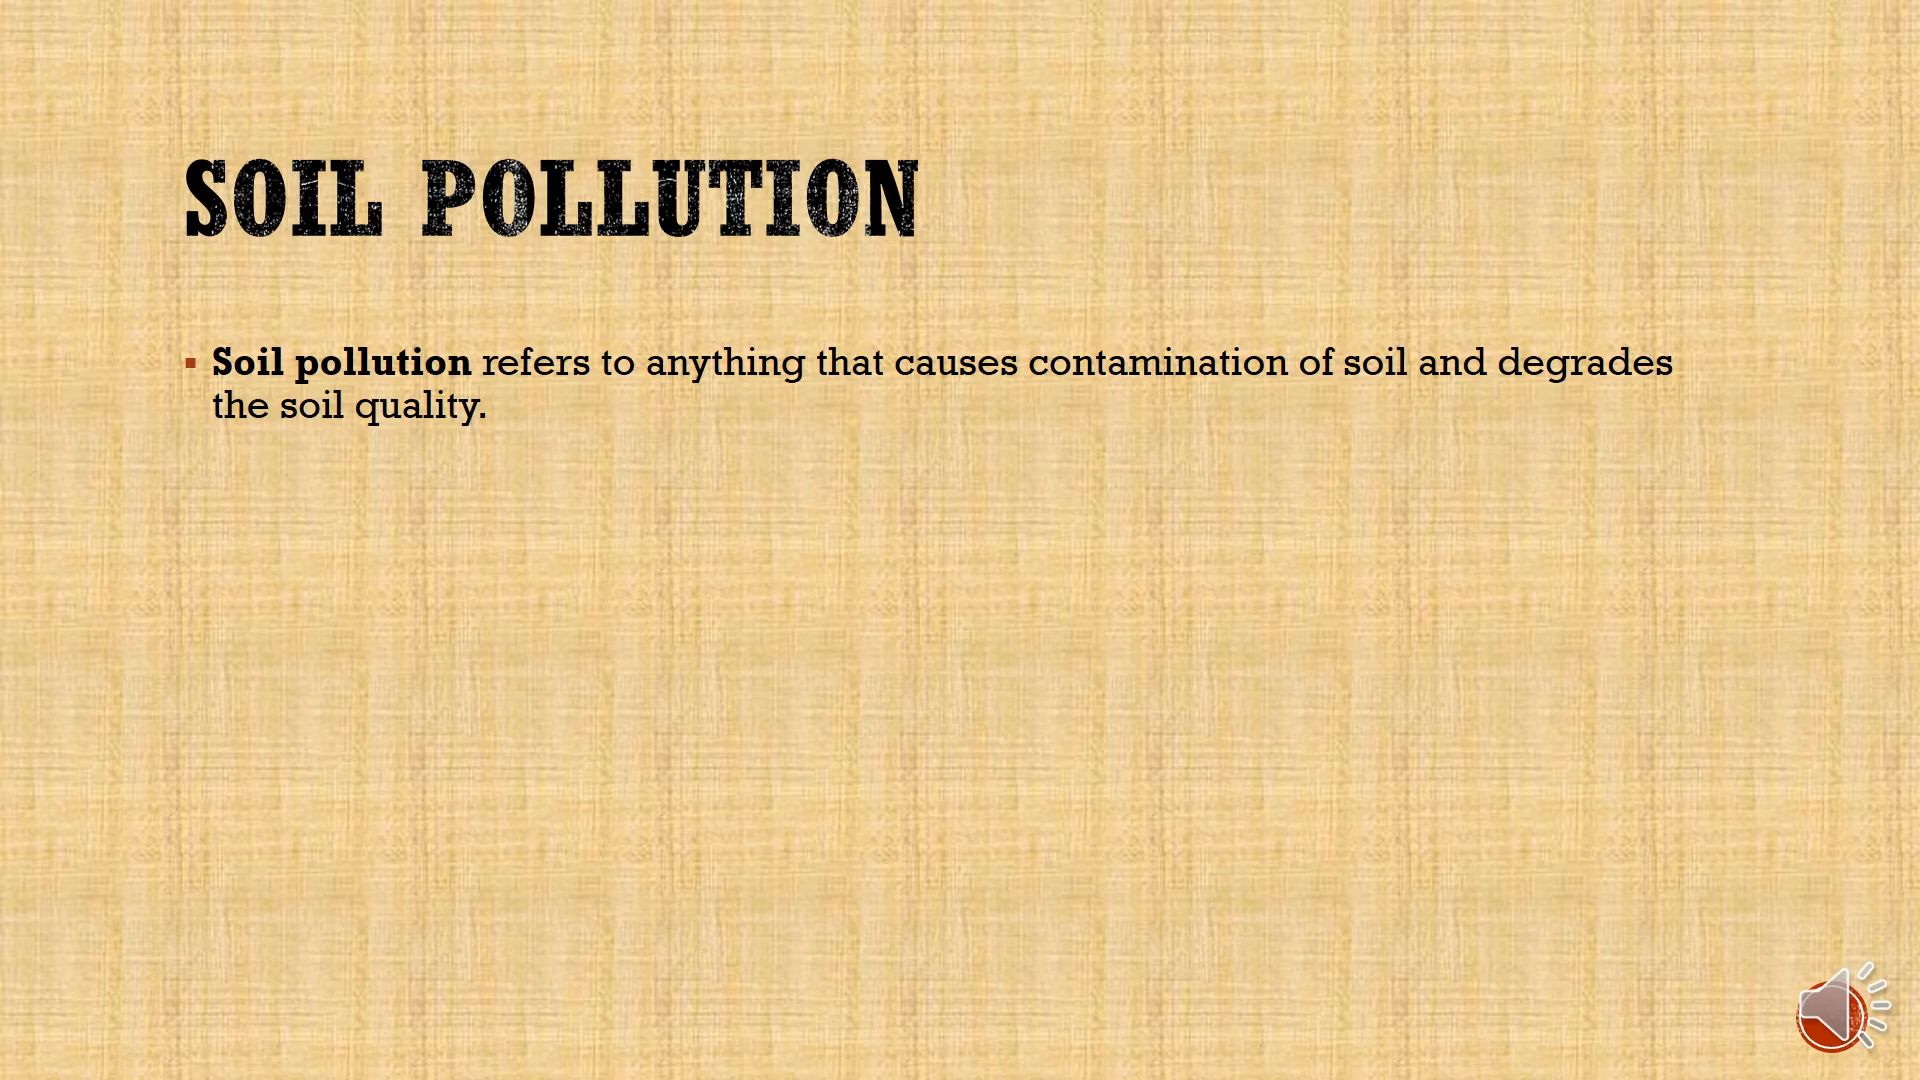 SOIL POLLUTION
▪ Soil pollution refers to anything that causes contamination of soil and degrades
the soil quality.